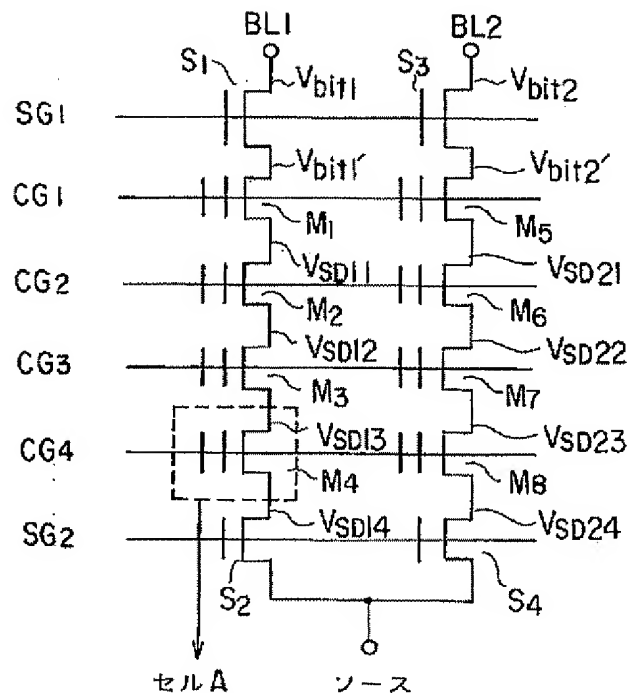 BL1 BL2
S1 Vbit1 S3 Vbit2
SG1
Vbit1′ Vbit2′
CG1
M1 M5
VSD11 VSD21
CG2
M2 M6
VSD12 VSD22
CG3
M3 M7
VSD13 VSD23
CG4
M4 M8
VSD14 VSD24
SG2
S2 S4
セルA ソース